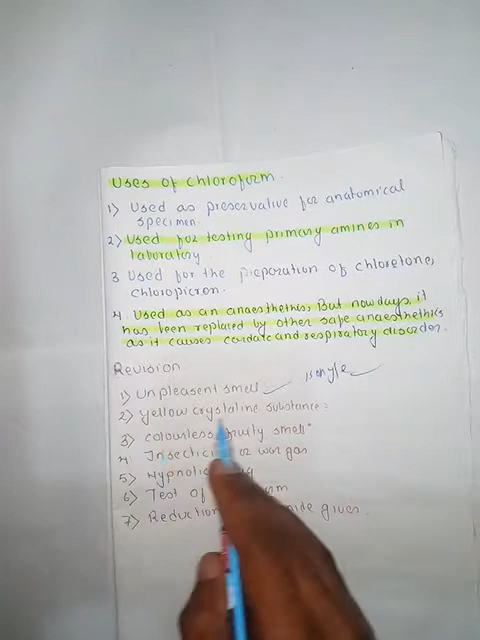 Uses of chloroform.
1) Used as preservative for anatomical
specimen.
2) Used for testing primary amines in
laboratory.
3 Used for the preparation of chloretone,
chloropicron.
4. Used as an anaesthetics, But nowdays it
has been replaced by other safe anaesthethics
as it causes cardatc and respiratory disorder.
Revision
1) Unpleasent smell
2) Yellow crystaline substance:
3) colourless fruity smell
4 Insectici or war gas
5) Hypnotic
6) Test of
7) Reduction gives